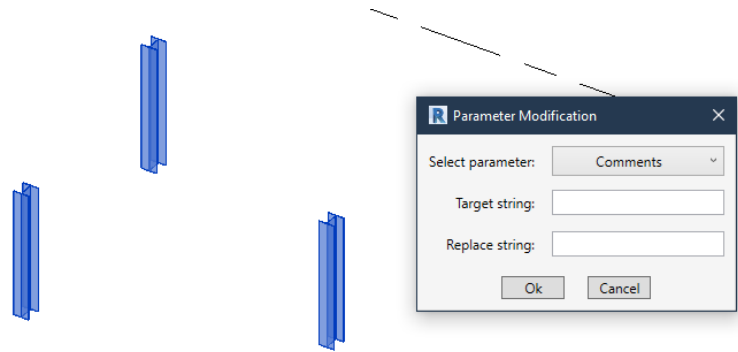 Parameter Modification
Select parameter: Comments
Target string:
Replace string:
Ok Cancel